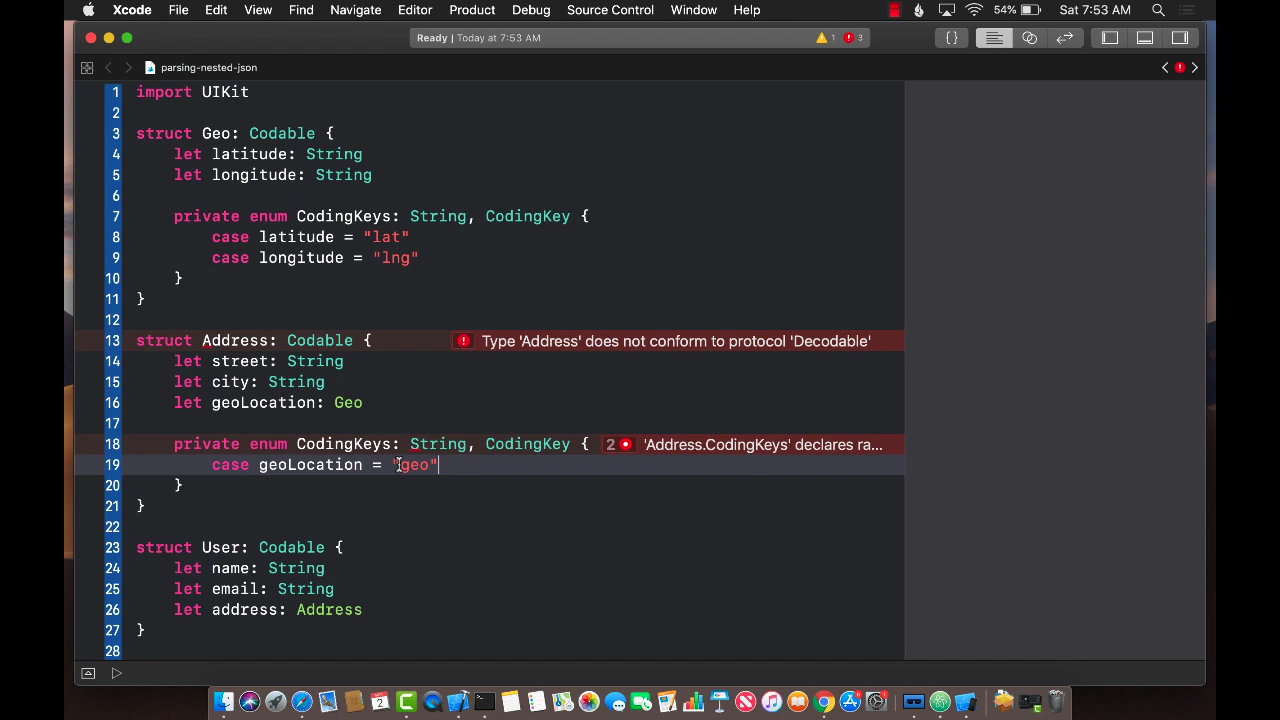 Xcode File Edit View Find Navigate Editor Product Debug Source Control Window Help 54% Sat 7:53 AM
Ready | Today at 7:53 AM 1 3 {}
parsing-nested-json
1 import UIKit
2
3 struct Geo: Codable {
4 let latitude: String
5 let longitude: String
6
7 private enum CodingKeys: String, CodingKey {
8 case latitude = "lat"
9 case longitude = "lng"
10 }
11 }
12
13 struct Address: Codable { Type 'Address' does not conform to protocol 'Decodable'
14 let street: String
15 let city: String
16 let geoLocation: Geo
17
18 private enum CodingKeys: String, CodingKey { 2 'Address.CodingKeys' declares ra...
19 case geoLocation = "geo"
20 }
21 }
22
23 struct User: Codable {
24 let name: String
25 let email: String
26 let address: Address
27 }
28